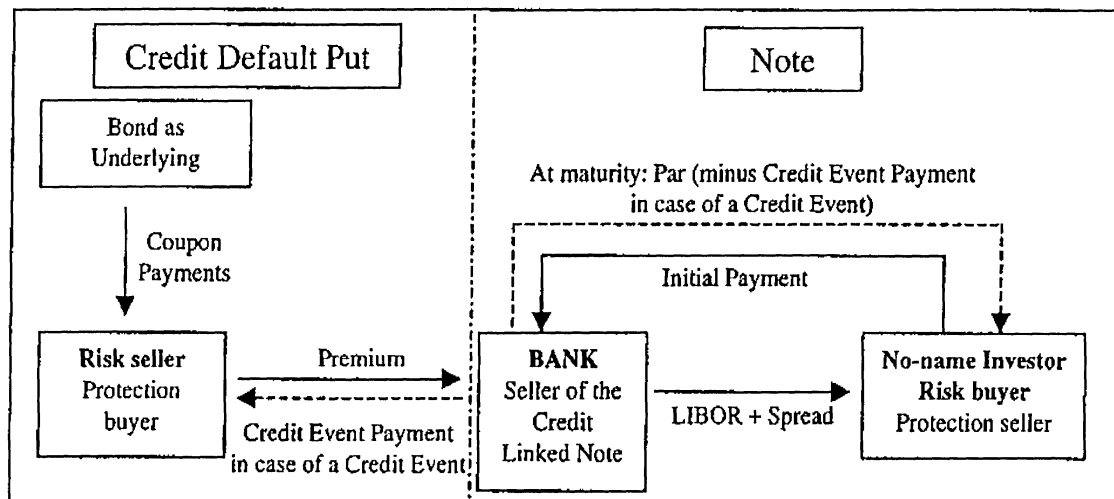 Credit Default Put
Bond as
Underlying
Coupon
Payments
Risk seller
Protection
buyer
Premium
Credit Event Payment
in case of a Credit Event
Note
At maturity: Par (minus Credit Event Payment
in case of a Credit Event)
Initial Payment
BANK
Seller of the
Credit
Linked Note
LIBOR + Spread
No-name Investor
Risk buyer
Protection seller